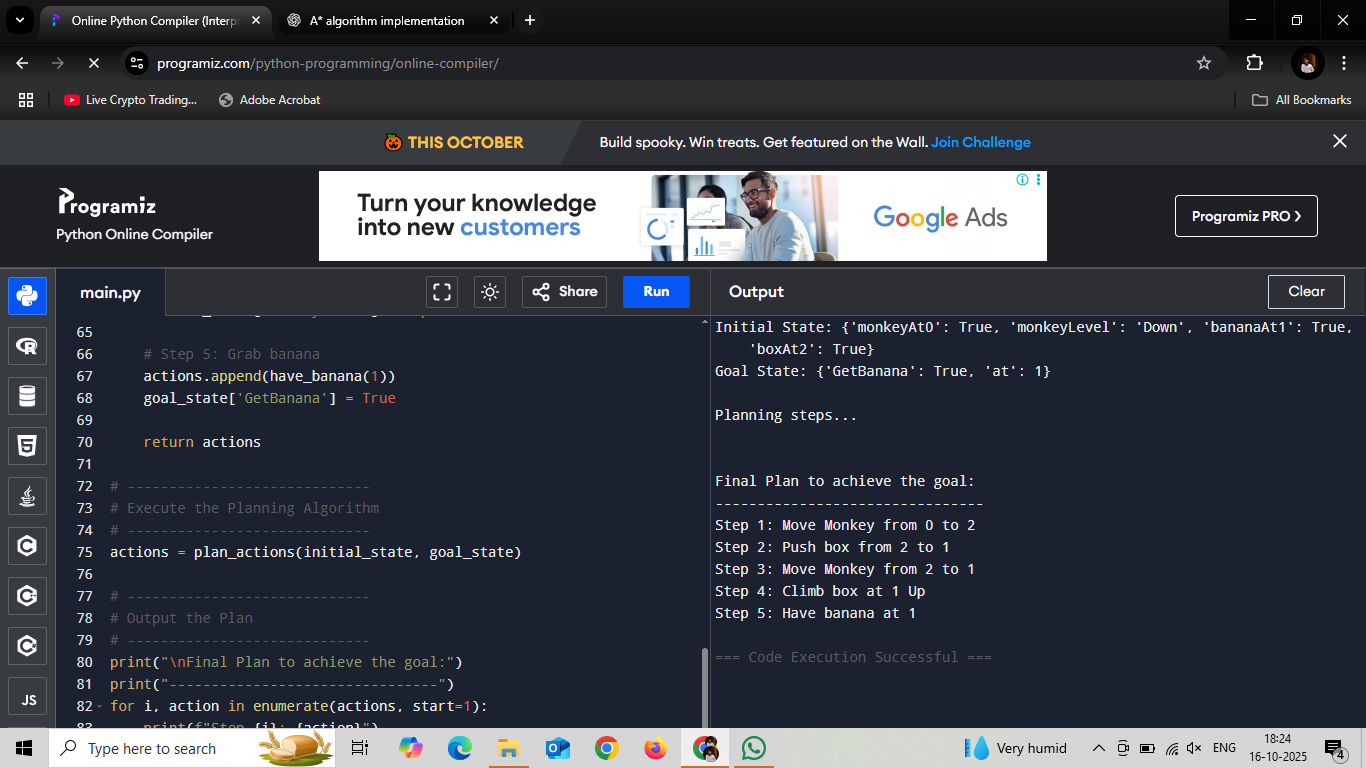 Online Python Compiler (Interp
A* algorithm implementation
programiz.com/python-programming/online-compiler/
Live Crypto Trading...
Adobe Acrobat
All Bookmarks
THIS OCTOBER
Build spooky. Win treats. Get featured on the Wall. Join Challenge
Programiz
Python Online Compiler
Turn your knowledge
into new customers
Google Ads
Programiz PRO >
main.py
Share
Run
Output
Clear
65
66 # Step 5: Grab banana
67 actions.append(have_banana(1))
68 goal_state['GetBanana'] = True
69
70 return actions
71
72 # -----------------------------
73 # Execute the Planning Algorithm
74 # -----------------------------
75 actions = plan_actions(initial_state, goal_state)
76
77 # -----------------------------
78 # Output the Plan
79 # -----------------------------
80 print("\nFinal Plan to achieve the goal:")
81 print("--------------------------------")
82 for i, action in enumerate(actions, start=1):
83 print(f"Step {i}: {action}")
Initial State: {'monkeyAt0': True, 'monkeyLevel': 'Down', 'bananaAt1': True,
'boxAt2': True}
Goal State: {'GetBanana': True, 'at': 1}
Planning steps...
Final Plan to achieve the goal:
--------------------------------
Step 1: Move Monkey from 0 to 2
Step 2: Push box from 2 to 1
Step 3: Move Monkey from 2 to 1
Step 4: Climb box at 1 Up
Step 5: Have banana at 1
=== Code Execution Successful ===
JS
Type here to search
Very humid
ENG
18:24
16-10-2025
4